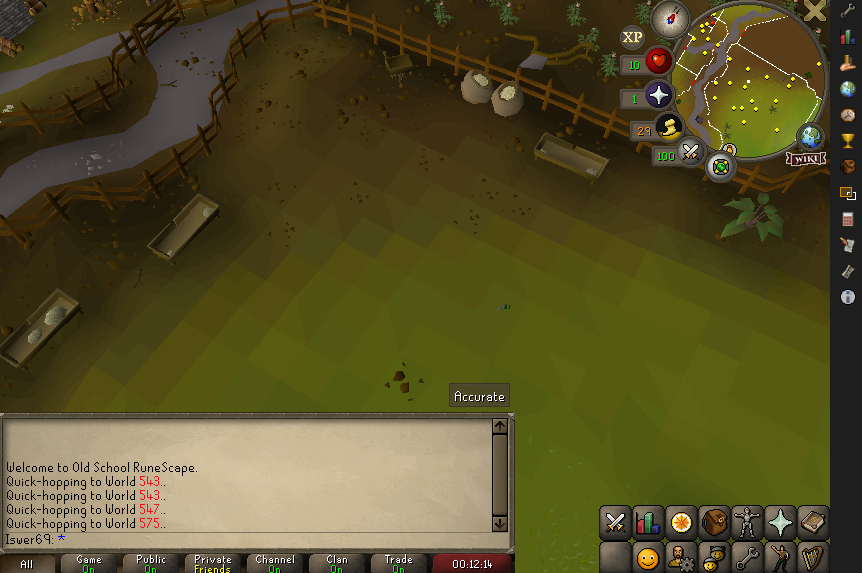 XP
10
1
29
100
WIKI
Accurate
Welcome to Old School RuneScape.
Quick-hopping to World 543..
Quick-hopping to World 543..
Quick-hopping to World 547..
Quick-hopping to World 575..
Iswer69: *
All
Game
On
Public
On
Private
Friends
Channel
On
Clan
On
Trade
On
00:12:14